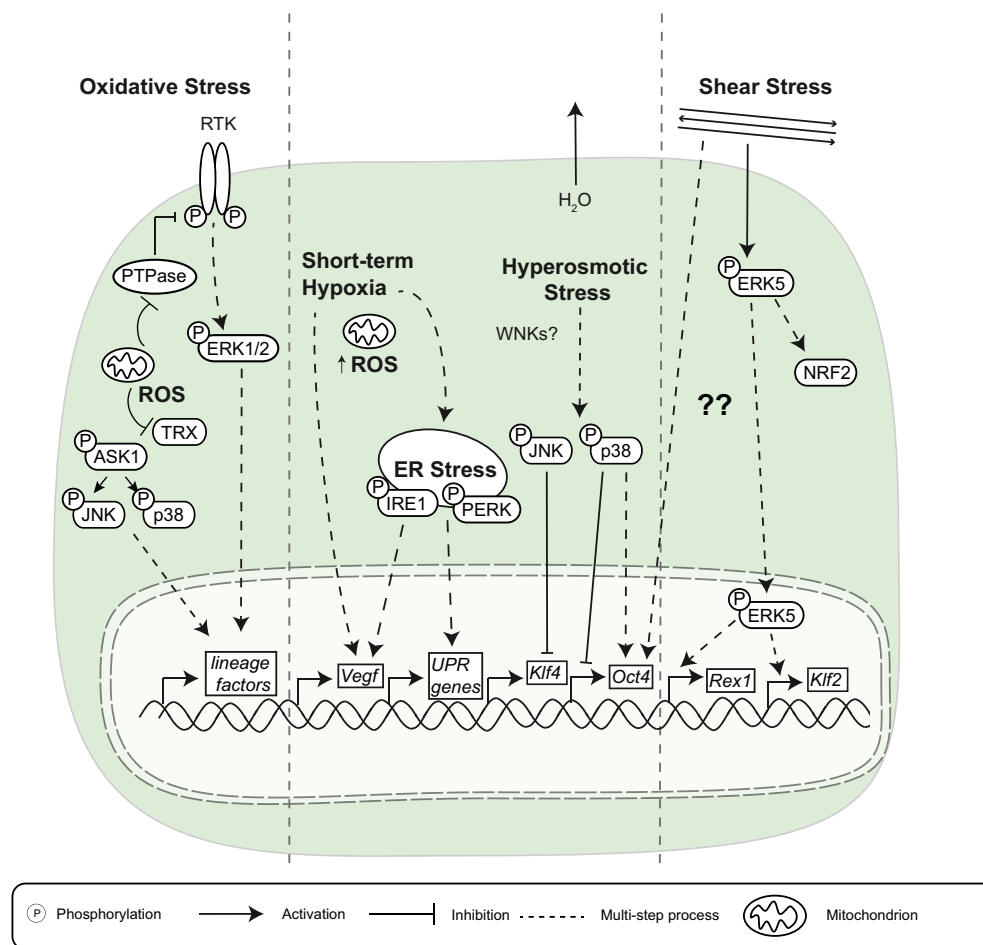 Oxidative Stress
RTK
P
P
PTPase
P
ERK1/2
ROS
TRX
P
ASK1
P
JNK
P
p38
Short-term
Hypoxia
↑ ROS
ER Stress
P
IRE1
P
PERK
H₂O
Hyperosmotic
Stress
WNKs?
P
JNK
P
p38
Shear Stress
P
ERK5
NRF2
??
P
ERK5
lineage
factors
Vegf
UPR
genes
Klf4
Oct4
Rex1
Klf2
P Phosphorylation Activation Inhibition Multi-step process Mitochondrion